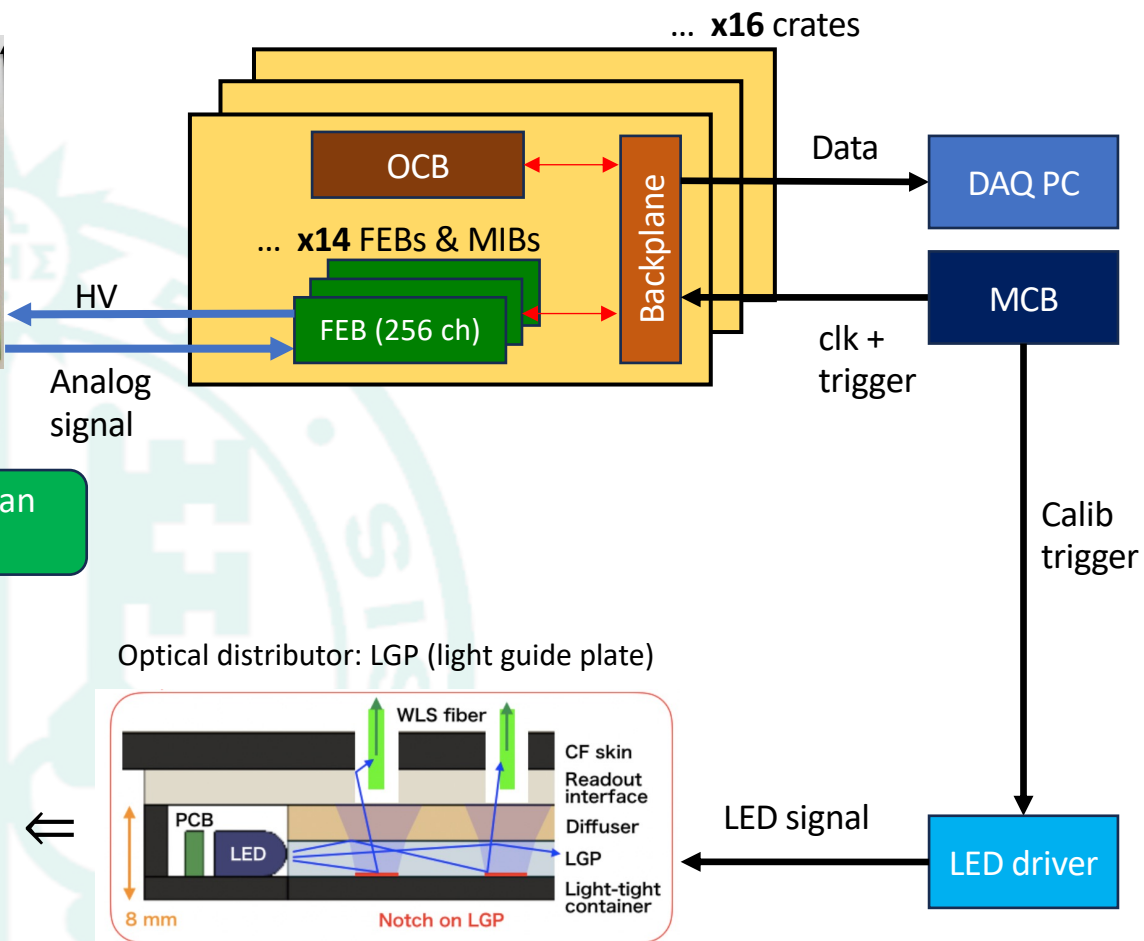 ... x16 crates
OCB
Backplane
Data
DAQ PC
... x14 FEBs & MIBs
HV
FEB (256 ch)
MCB
clk +
trigger
Analog
signal
an
Calib
trigger
Optical distributor: LGP (light guide plate)
WLS fiber
CF skin
Readout
interface
PCB
Diffuser
LED
LGP
Light-tight
container
8 mm
Notch on LGP
⇐
LED signal
LED driver
SIS